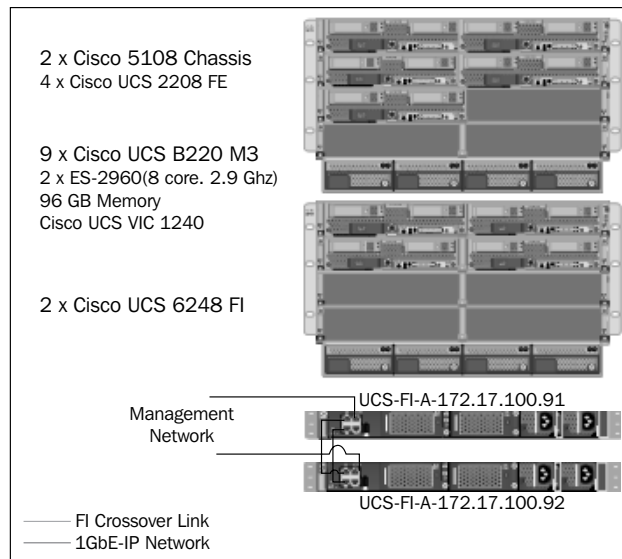 2 x Cisco 5108 Chassis
4 x Cisco UCS 2208 FE
9 x Cisco UCS B220 M3
2 x ES-2960(8 core. 2.9 Ghz)
96 GB Memory
Cisco UCS VIC 1240
2 x Cisco UCS 6248 FI
UCS-FI-A-172.17.100.91
Management
Network
UCS-FI-A-172.17.100.92
FI Crossover Link
1GbE-IP Network